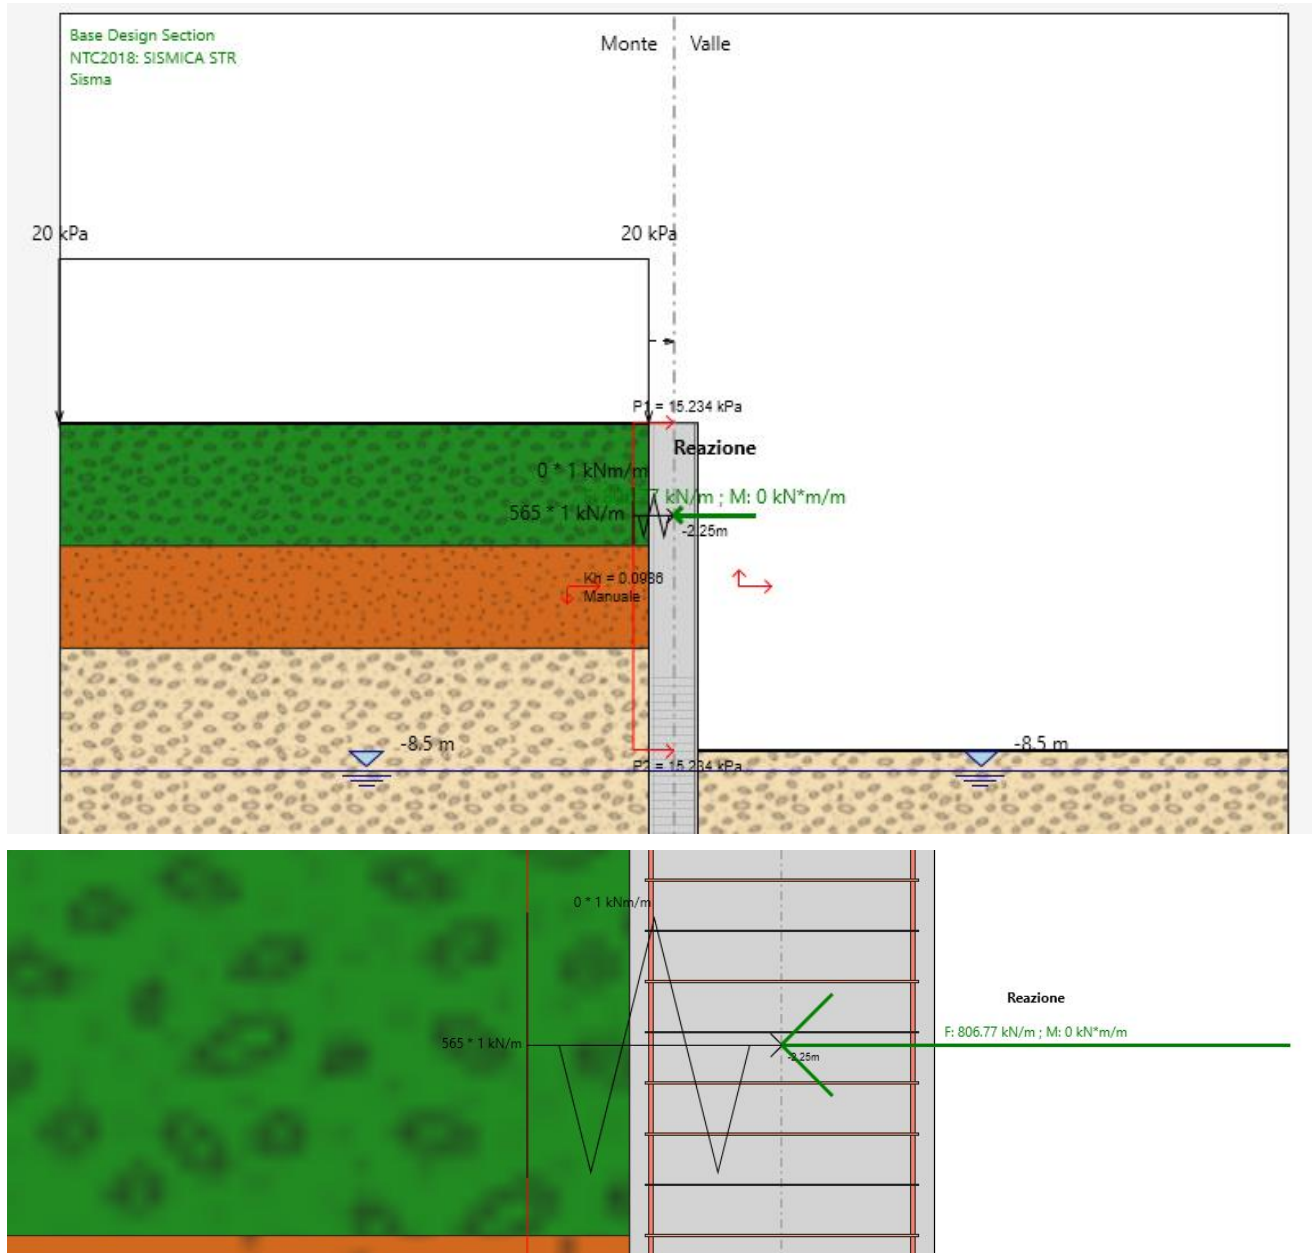 Base Design Section
NTC2018: SISMICA STR
Sisma
Monte
Valle
20 kPa
20 kPa
P1 = 15.234 kPa
Reazione
0 * 1 kNm/m
kN/m ; M: 0 kN*m/m
565 * 1 kN/m
-2.25m
Kh = 0.0986
Manuale
-8.5 m
-8.5 m
P2 = 15.234 kPa
0 * 1 kNm/m
Reazione
F: 806.77 kN/m ; M: 0 kN*m/m
565 * 1 kN/m
-2.25m